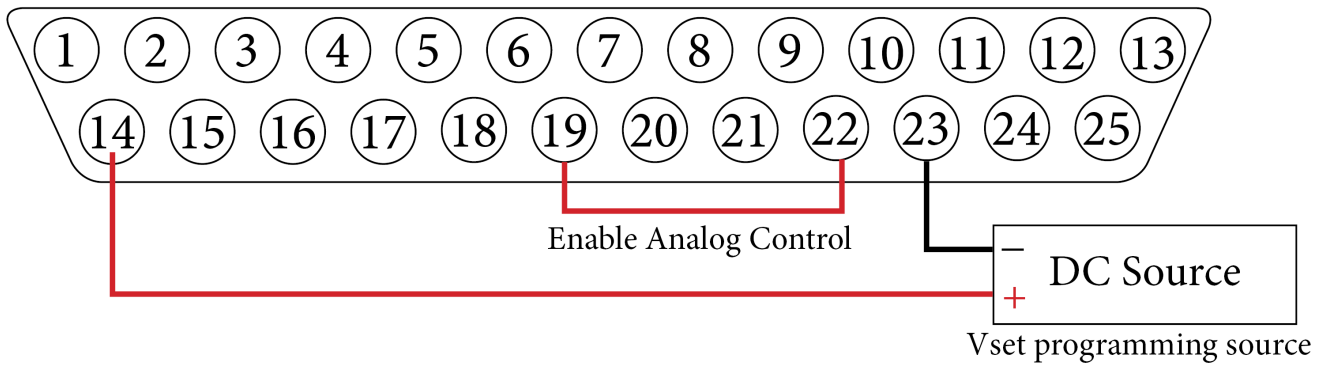 1 2 3 4 5 6 7 8 9 10 11 12 13
14 15 16 17 18 19 20 21 22 23 24 25
Enable Analog Control
−
DC Source
+
Vset programming source